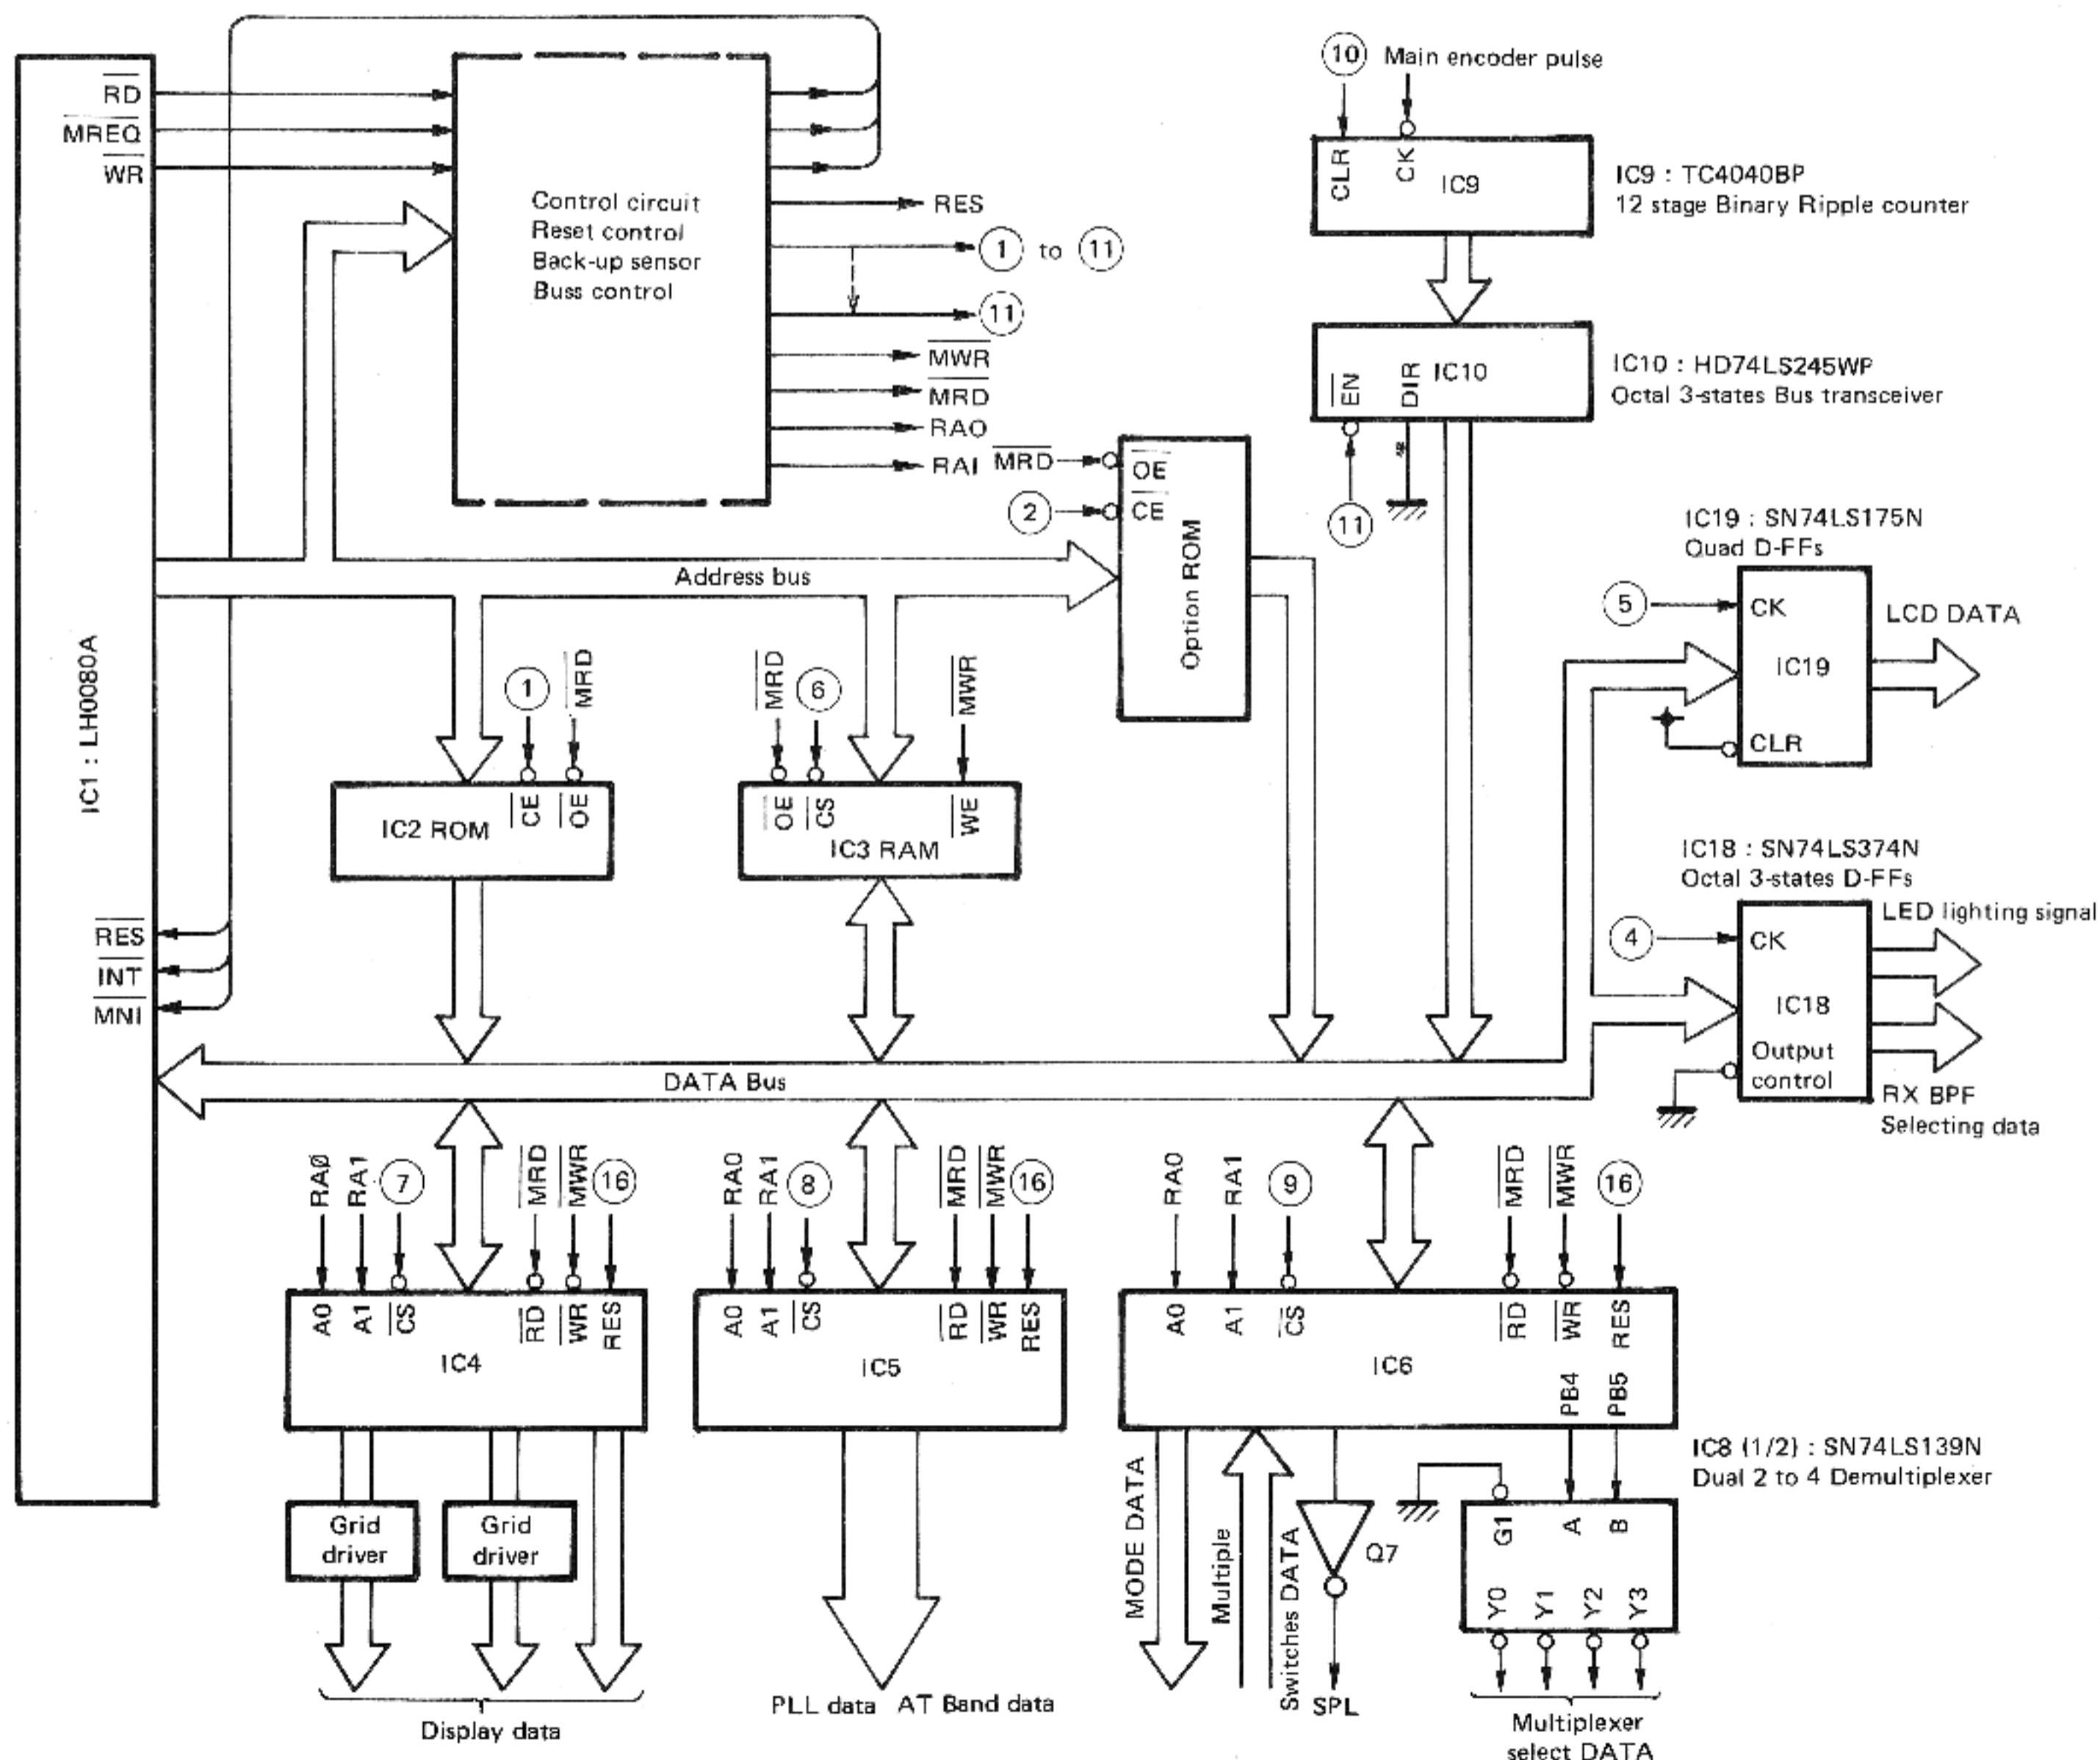 RD
MREQ
WR
Control circuit
Reset control
Back-up sensor
Buss control
RES
1 to 11
11
MWR
MRD
RAO
RAI
MRD
OE
2
CE
Option ROM
10 Main encoder pulse
CLR
CK
IC9
IC9 : TC4040BP
12 stage Binary Ripple counter
EN
DIR
IC10
IC10 : HD74LS245WP
Octal 3-states Bus transceiver
11
IC19 : SN74LS175N
Quad D-FFs
5
CK
IC19
CLR
LCD DATA
IC1 : LH0080A
Address bus
1
MRD
CE
OE
IC2 ROM
MRD
6
MWR
OE
CS
WE
IC3 RAM
IC18 : SN74LS374N
Octal 3-states D-FFs
4
CK
IC18
Output
control
LED lighting signal
RX BPF
Selecting data
RES
INT
MNI
DATA Bus
RAØ
RA1
7
MRD
MWR
16
A0
A1
CS
RD
WR
RES
IC4
Grid
driver
Grid
driver
Display data
RA0
RA1
8
MRD
MWR
16
A0
A1
CS
RD
WR
RES
IC5
PLL data AT Band data
RA0
RA1
9
MRD
MWR
16
A0
A1
CS
RD
WR
RES
IC6
PB4
PB5
MODE DATA
Multiple
Switches DATA
Q7
SPL
IC8 (1/2) : SN74LS139N
Dual 2 to 4 Demultiplexer
G1
A
B
Y0
Y1
Y2
Y3
Multiplexer
select DATA